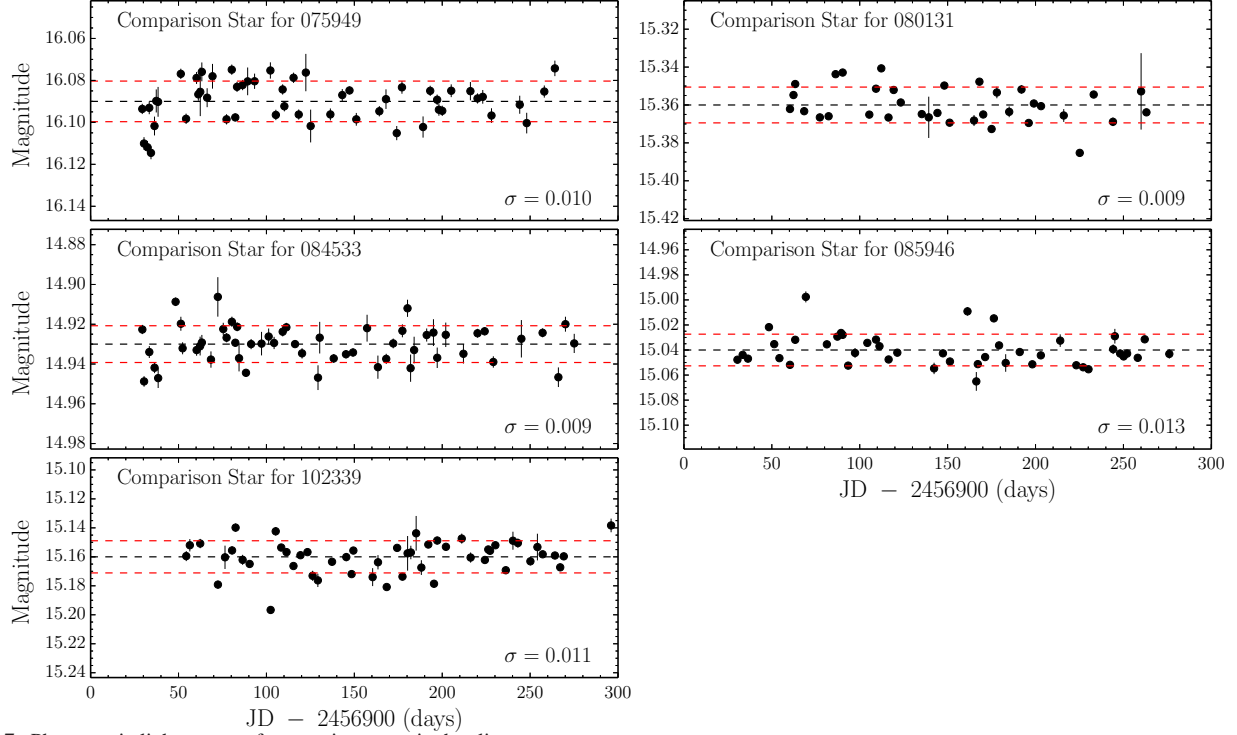 Comparison Star for 075949
16.06
16.08
16.10
16.12
16.14
Magnitude
σ = 0.010
Comparison Star for 080131
15.32
15.34
15.36
15.38
15.40
15.42
σ = 0.009
Comparison Star for 084533
14.88
14.90
14.92
14.94
14.96
14.98
Magnitude
σ = 0.009
Comparison Star for 085946
14.96
14.98
15.00
15.02
15.04
15.06
15.08
15.10
σ = 0.013
0 50 100 150 200 250 300
JD − 2456900 (days)
Comparison Star for 102339
15.10
15.12
15.14
15.16
15.18
15.20
15.22
15.24
Magnitude
σ = 0.011
0 50 100 150 200 250 300
JD − 2456900 (days)